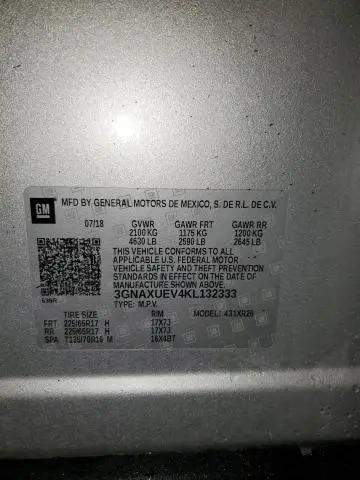 GM
MFD BY GENERAL MOTORS DE MEXICO, S. DE R.L. DE C.V.
07/18 GVWR GAWR FRT GAWR RR
2100 KG 1175 KG 1200 KG
4630 LB 2590 LB 2645 LB
THIS VEHICLE CONFORMS TO ALL
APPLICABLE U.S. FEDERAL MOTOR
VEHICLE SAFETY AND THEFT PREVENTION
STANDARDS IN EFFECT ON THE DATE OF
MANUFACTURE SHOWN ABOVE.
3GNAXUEV4KL132333
TYPE: M.P.V.
TIRE SIZE RIM MODEL: 431XR26
FRT 225/65R17 H 17X7J
RR 225/65R17 H 17X7J
SPA T135/70R16 M 16X4BT